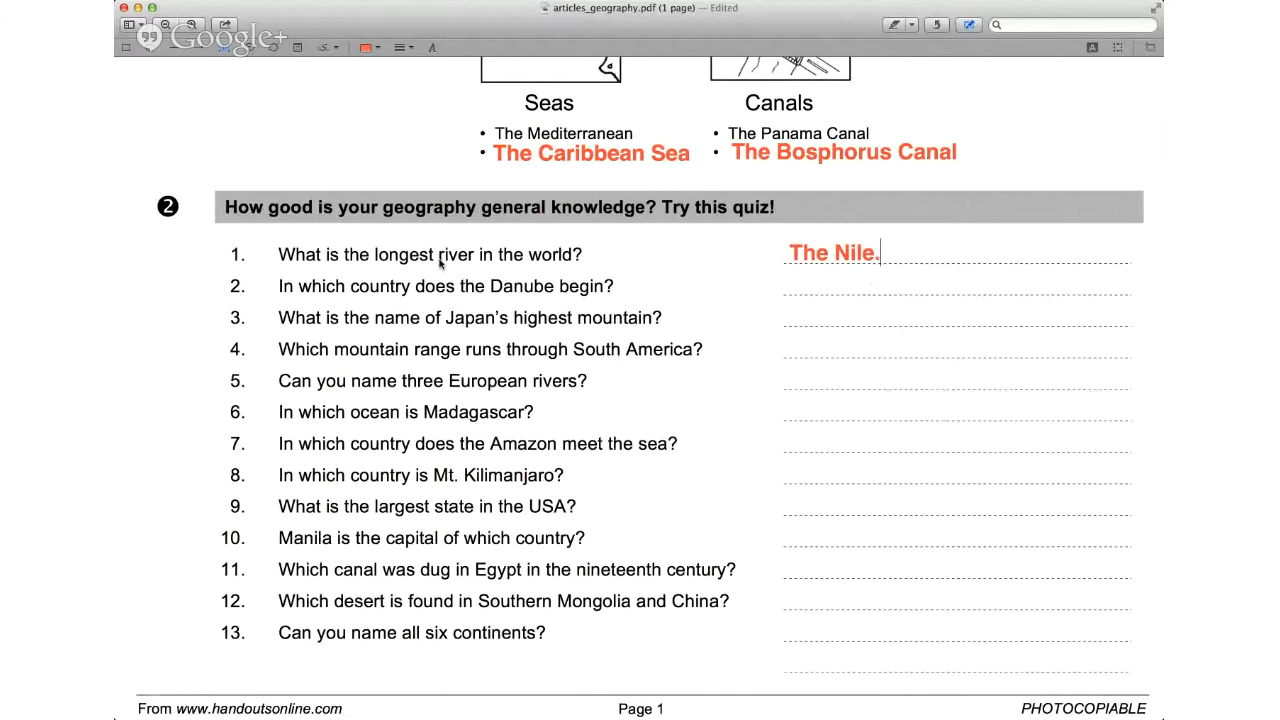 articles_geography.pdf (1 page) — Edited
Google+
Seas
Canals
• The Mediterranean
• The Panama Canal
• The Caribbean Sea
• The Bosphorus Canal
2 How good is your geography general knowledge? Try this quiz!
1. What is the longest river in the world? The Nile.
2. In which country does the Danube begin?
3. What is the name of Japan's highest mountain?
4. Which mountain range runs through South America?
5. Can you name three European rivers?
6. In which ocean is Madagascar?
7. In which country does the Amazon meet the sea?
8. In which country is Mt. Kilimanjaro?
9. What is the largest state in the USA?
10. Manila is the capital of which country?
11. Which canal was dug in Egypt in the nineteenth century?
12. Which desert is found in Southern Mongolia and China?
13. Can you name all six continents?
From www.handoutsonline.com Page 1 PHOTOCOPIABLE